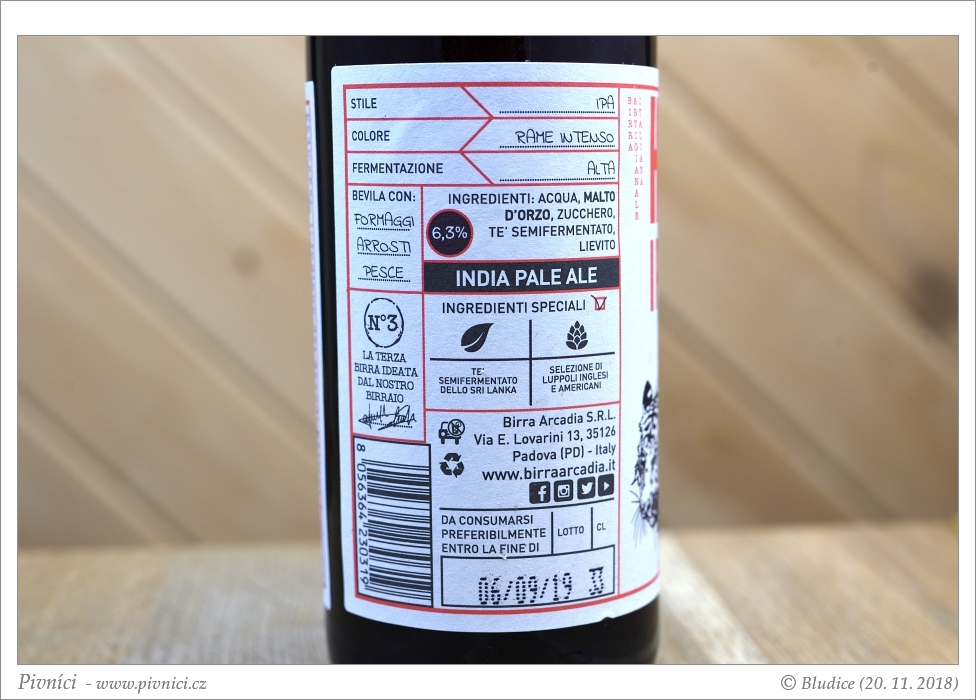 STILE IPA
COLORE RAME INTENSO
FERMENTAZIONE ALTA
BEVILA CON:
FORMAGGI
ARROSTI
PESCE
INGREDIENTI: ACQUA, MALTO
D'ORZO, ZUCCHERO,
TE' SEMIFERMENTATO,
LIEVITO
6,3%
INDIA PALE ALE
INGREDIENTI SPECIALI
TE'
SEMIFERMENTATO
DELLO SRI LANKA
SELEZIONE DI
LUPPOLI INGLESI
E AMERICANI
N°3
LA TERZA
BIRRA IDEATA
DAL NOSTRO
BIRRAIO
Birra Arcadia S.R.L.
Via E. Lovarini 13, 35126
Padova (PD) - Italy
www.birraarcadia.it
8 056364 230319
DA CONSUMARSI
PREFERIBILMENTE
ENTRO LA FINE DI
LOTTO
CL
06/09/19
BIRRA ARTIGIANALE
ARTIGIANALE
Pivníci - www.pivnici.cz
© Bludice (20. 11. 2018)